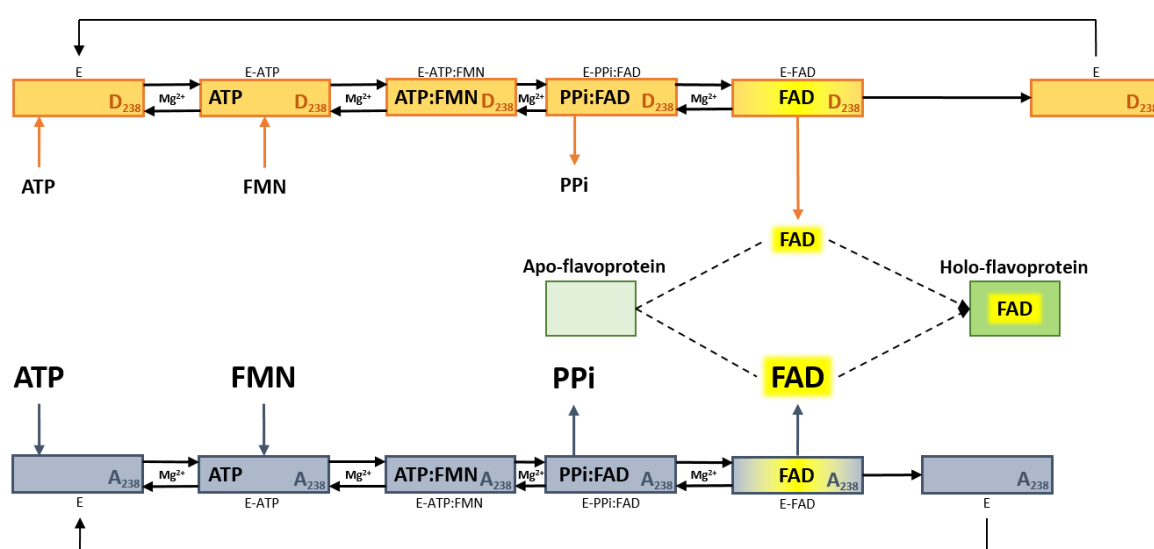 E E-ATP E-ATP:FMN E-PPi:FAD E-FAD E
D238 Mg²⁺ ATP D238 Mg²⁺ ATP:FMN D238 Mg²⁺ PPi:FAD D238 Mg²⁺ FAD D238 D238
ATP FMN PPi
FAD
Apo-flavoprotein Holo-flavoprotein
FAD
ATP FMN PPi FAD
A238 Mg²⁺ ATP A238 Mg²⁺ ATP:FMN A238 Mg²⁺ PPi:FAD A238 Mg²⁺ FAD A238 A238
E E-ATP E-ATP:FMN E-PPi:FAD E-FAD E